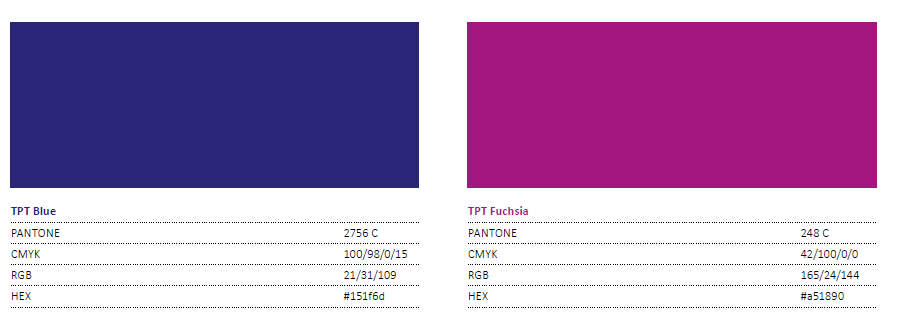 TPT Blue
PANTONE 2756 C
CMYK 100/98/0/15
RGB 21/31/109
HEX #151f6d
TPT Fuchsia
PANTONE 248 C
CMYK 42/100/0/0
RGB 165/24/144
HEX #a51890